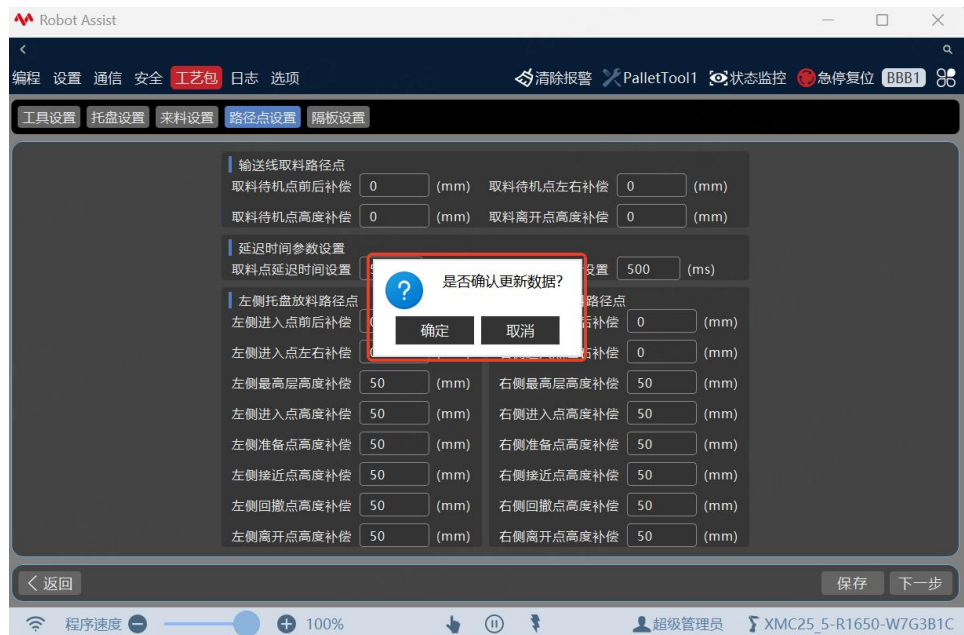 Robot Assist
编程 设置 通信 安全 工艺包 日志 选项 清除报警 PalletTool1 状态监控 急停复位 BBB1
工具设置 托盘设置 来料设置 路径点设置 隔板设置
输送线取料路径点
取料待机点前后补偿 0 (mm) 取料待机点左右补偿 0 (mm)
取料待机点高度补偿 0 (mm) 取料离开点高度补偿 0 (mm)
延迟时间参数设置
取料点延迟时间设置 设置 500 (ms)
是否确认更新数据?
左侧托盘放料路径点 路径点
左侧进入点前后补偿 后补偿 0 (mm)
确定 取消
左侧进入点左右补偿 右补偿 0 (mm)
左侧最高层高度补偿 50 (mm) 右侧最高层高度补偿 50 (mm)
左侧进入点高度补偿 50 (mm) 右侧进入点高度补偿 50 (mm)
左侧准备点高度补偿 50 (mm) 右侧准备点高度补偿 50 (mm)
左侧接近点高度补偿 50 (mm) 右侧接近点高度补偿 50 (mm)
左侧回撤点高度补偿 50 (mm) 右侧回撤点高度补偿 50 (mm)
左侧离开点高度补偿 50 (mm) 右侧离开点高度补偿 50 (mm)
返回 保存 下一步
程序速度 100% 超级管理员 XMC25_5-R1650-W7G3B1C